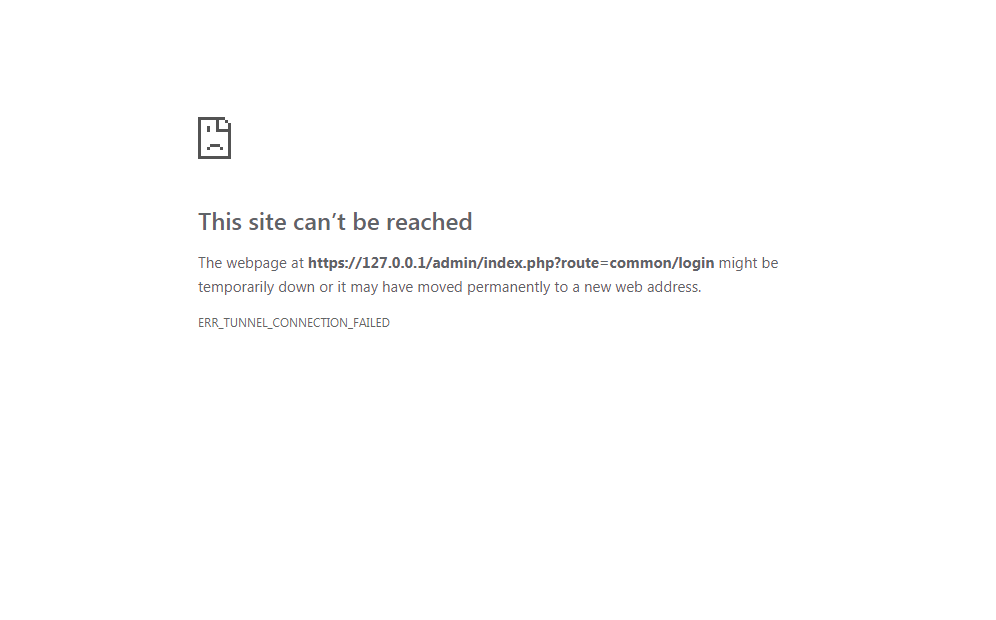 This site can’t be reached
The webpage at https://127.0.0.1/admin/index.php?route=common/login might be
temporarily down or it may have moved permanently to a new web address.
ERR_TUNNEL_CONNECTION_FAILED